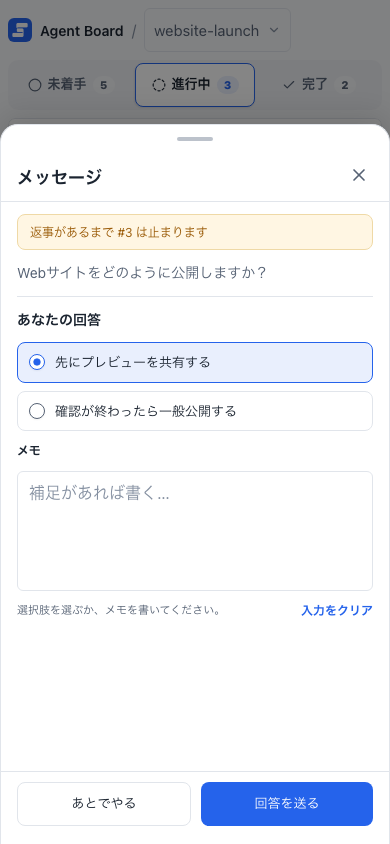 Agent Board / website-launch
未着手 5 進行中 3 完了 2
メッセージ
返事があるまで #3 は止まります
Webサイトをどのように公開しますか？
あなたの回答
先にプレビューを共有する
確認が終わったら一般公開する
メモ
補足があれば書く...
選択肢を選ぶか、メモを書いてください。 入力をクリア
あとでやる 回答を送る